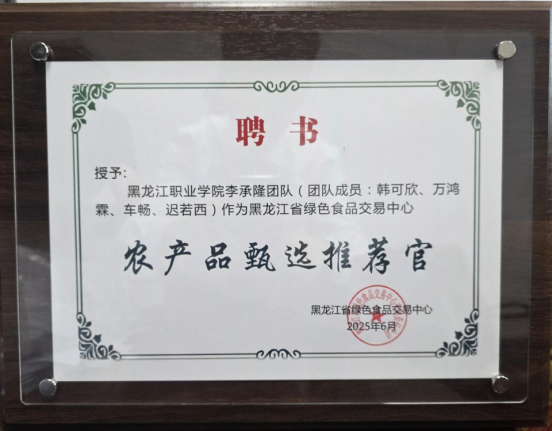 聘书
授予：
黑龙江职业学院李承隆团队（团队成员：韩可欣、万鸿
霖、车畅、迟若西）作为黑龙江省绿色食品交易中心
农产品甄选推荐官
黑龙江省绿色食品交易中心
2025年6月